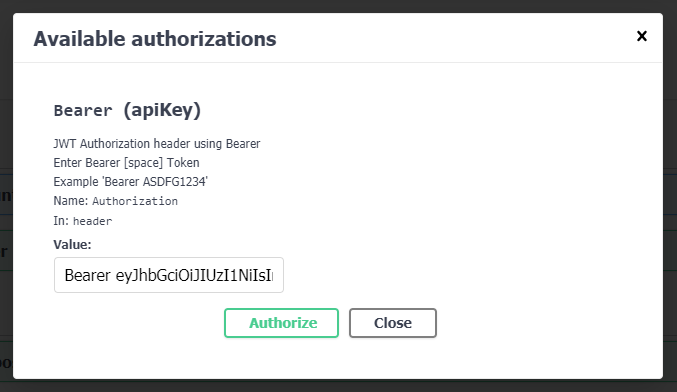 Available authorizations
Bearer (apiKey)
JWT Authorization header using Bearer
Enter Bearer [space] Token
Example 'Bearer ASDFG1234'
Name: Authorization
In: header
Value:
Bearer eyJhbGciOiJIUzI1NiIsI
Authorize Close